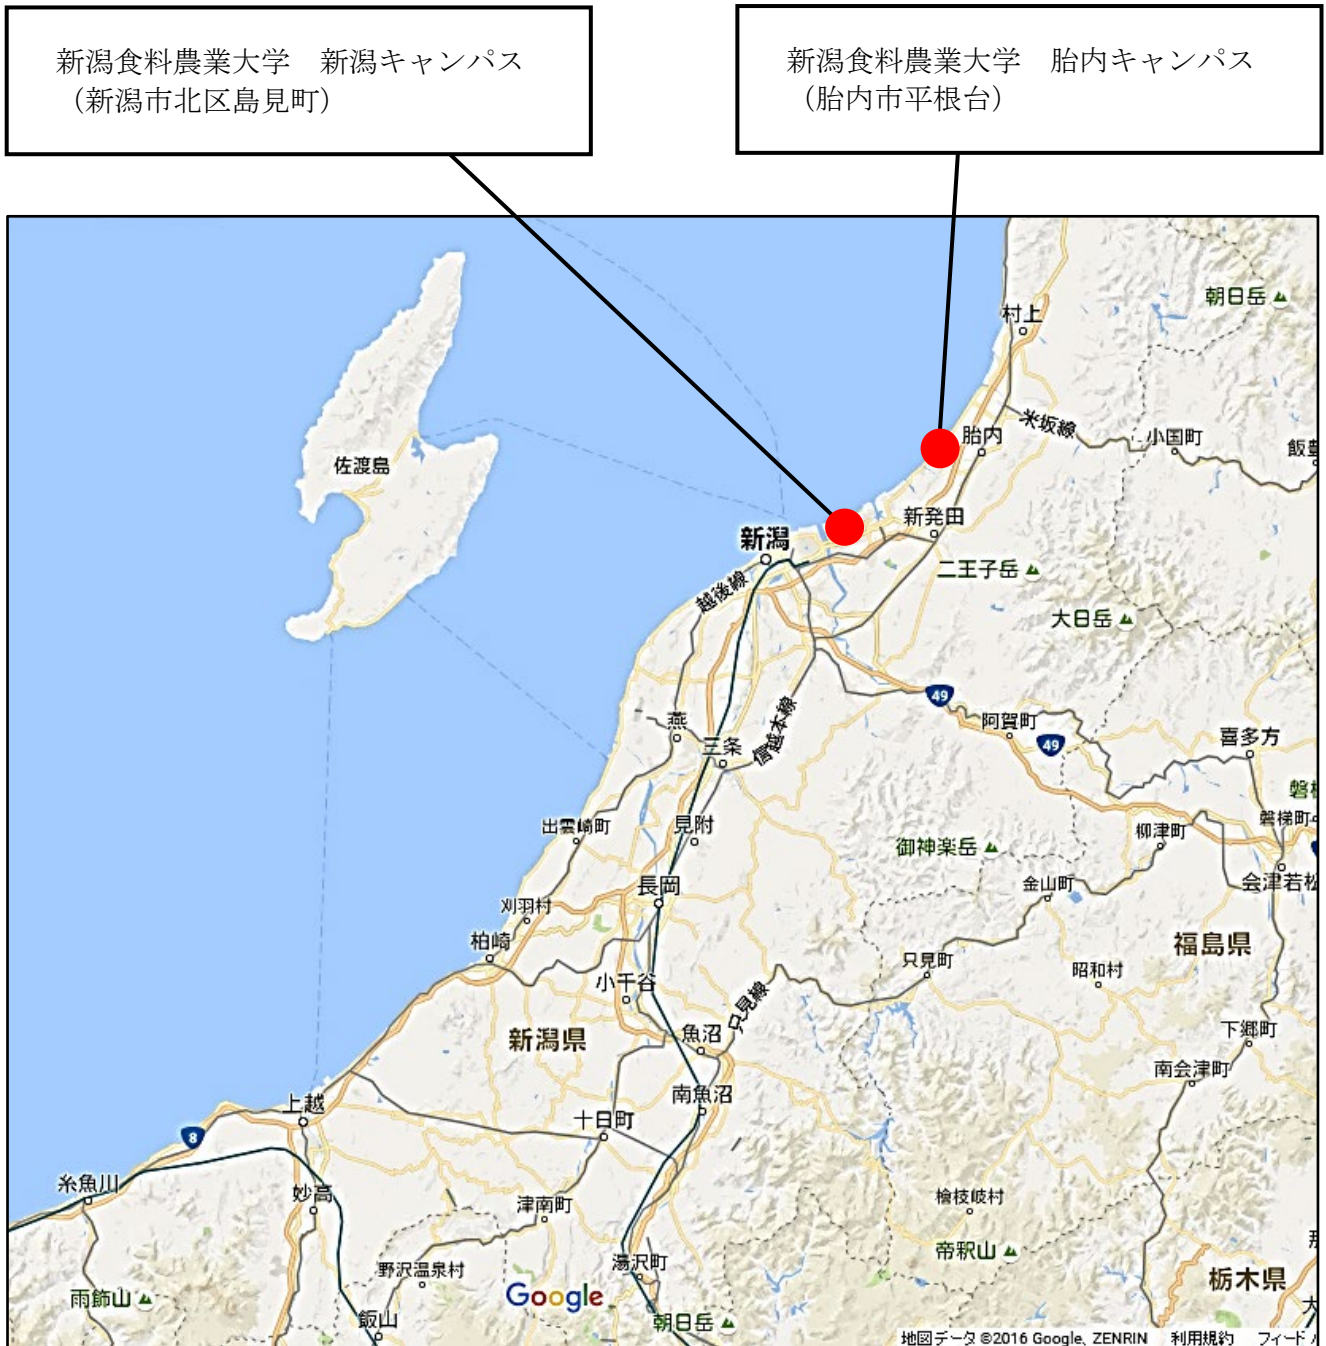 新潟食料農業大学　新潟キャンパス
（新潟市北区島見町）
新潟食料農業大学　胎内キャンパス
（胎内市平根台）
朝日岳
村上
米坂線
胎内
小国町
飯豊
佐渡島
新発田
新潟
二王子岳
越後線
大日岳
49
阿賀町
燕
信越本線
49
三条
喜多方
出雲崎町
見附
磐梯町
柳津町
御神楽岳
長岡
金山町
会津若松
刈羽村
柏崎
福島県
只見町
昭和村
小千谷
只見線
新潟県
魚沼
下郷町
南会津町
南魚沼
上越
十日町
8
糸魚川
妙高
津南町
檜枝岐村
帝釈山
野沢温泉村
湯沢町
栃木県
雨飾山
Google
飯山
朝日岳
大
地図データ ©2016 Google、ZENRIN　利用規約　フィード